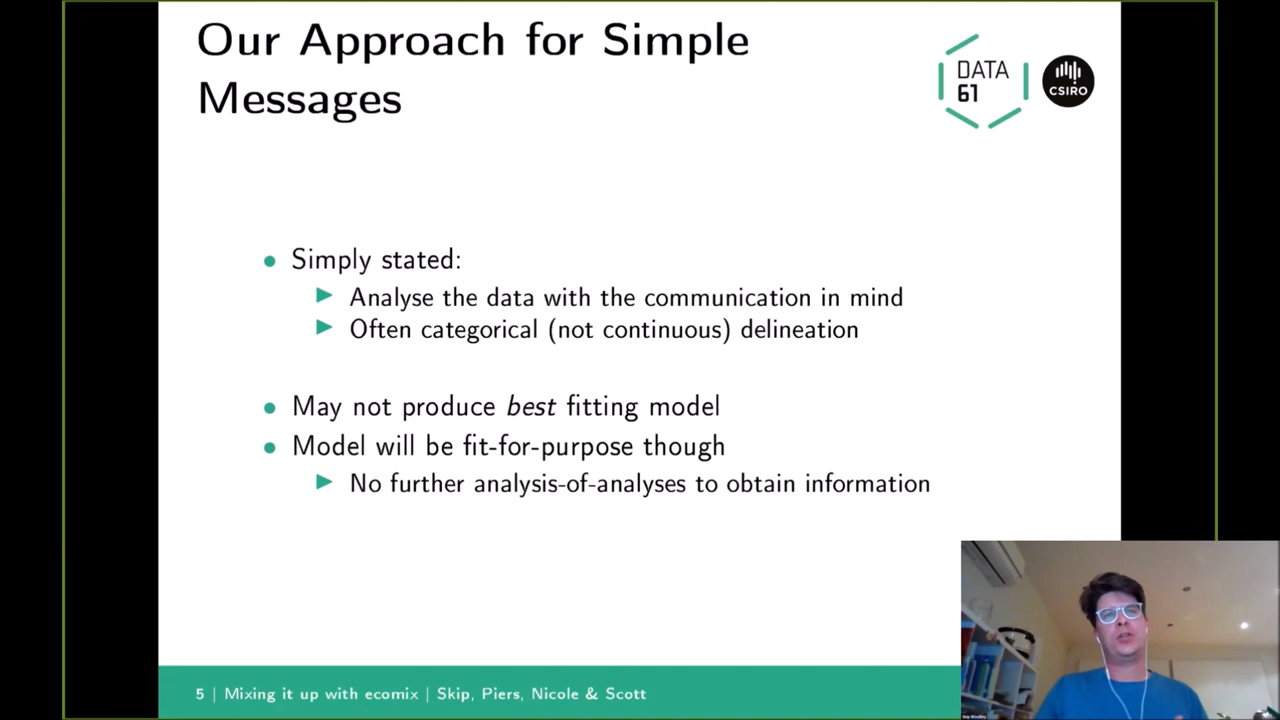 Our Approach for Simple
Messages
DATA
61
CSIRO
Simply stated:
Analyse the data with the communication in mind
Often categorical (not continuous) delineation
May not produce best fitting model
Model will be fit-for-purpose though
No further analysis-of-analyses to obtain information
5 | Mixing it up with ecomix | Skip, Piers, Nicole & Scott